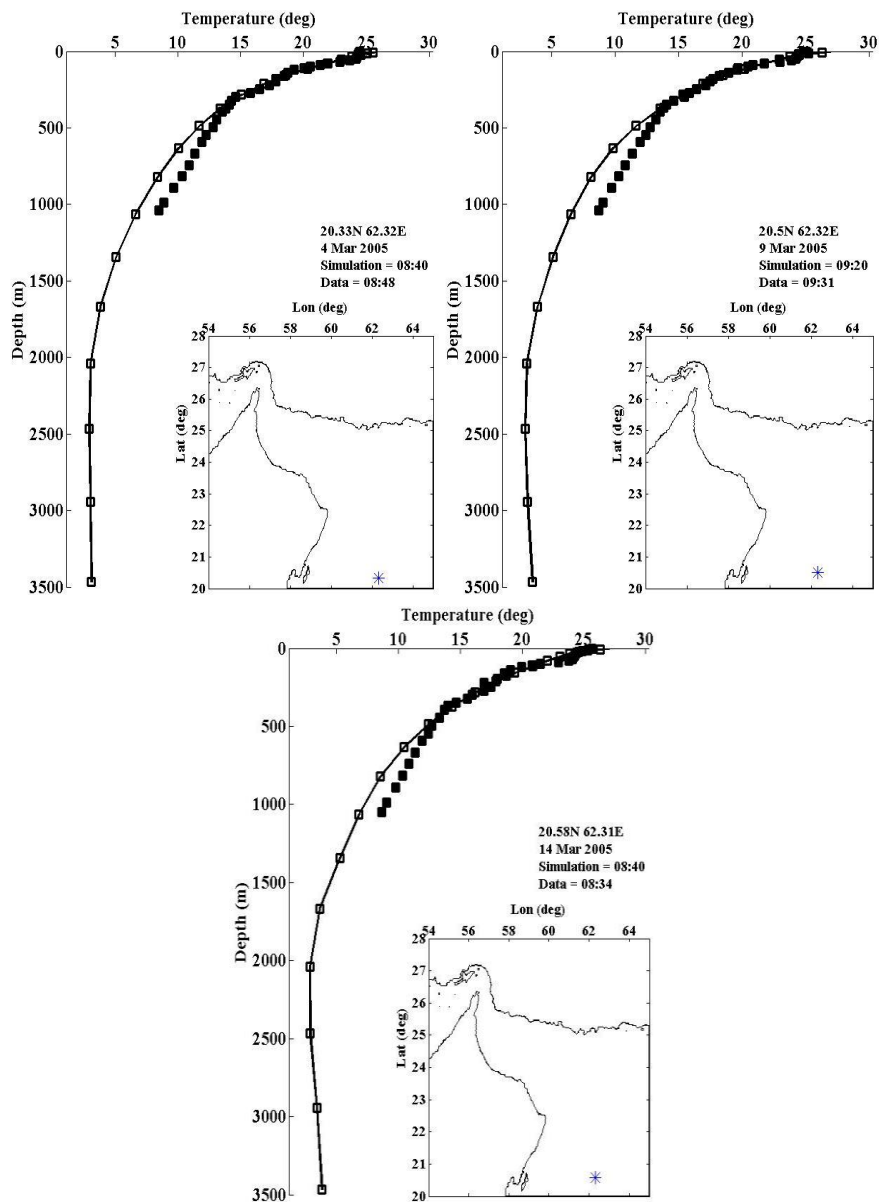 Temperature (deg)
5 10 15 20 25 30
0
500
1000
1500
2000
2500
3000
3500
Depth (m)
20.33N 62.32E
4 Mar 2005
Simulation = 08:40
Data = 08:48
Lon (deg)
54 56 58 60 62 64
28
27
26
25
24
23
22
21
20
Lat (deg)
Temperature (deg)
5 10 15 20 25 30
0
500
1000
1500
2000
2500
3000
3500
Depth (m)
20.5N 62.32E
9 Mar 2005
Simulation = 09:20
Data = 09:31
Lon (deg)
54 56 58 60 62 64
28
27
26
25
24
23
22
21
20
Lat (deg)
Temperature (deg)
5 10 15 20 25 30
0
500
1000
1500
2000
2500
3000
3500
Depth (m)
20.58N 62.31E
14 Mar 2005
Simulation = 08:40
Data = 08:34
Lon (deg)
54 56 58 60 62 64
28
27
26
25
24
23
22
21
20
Lat (deg)